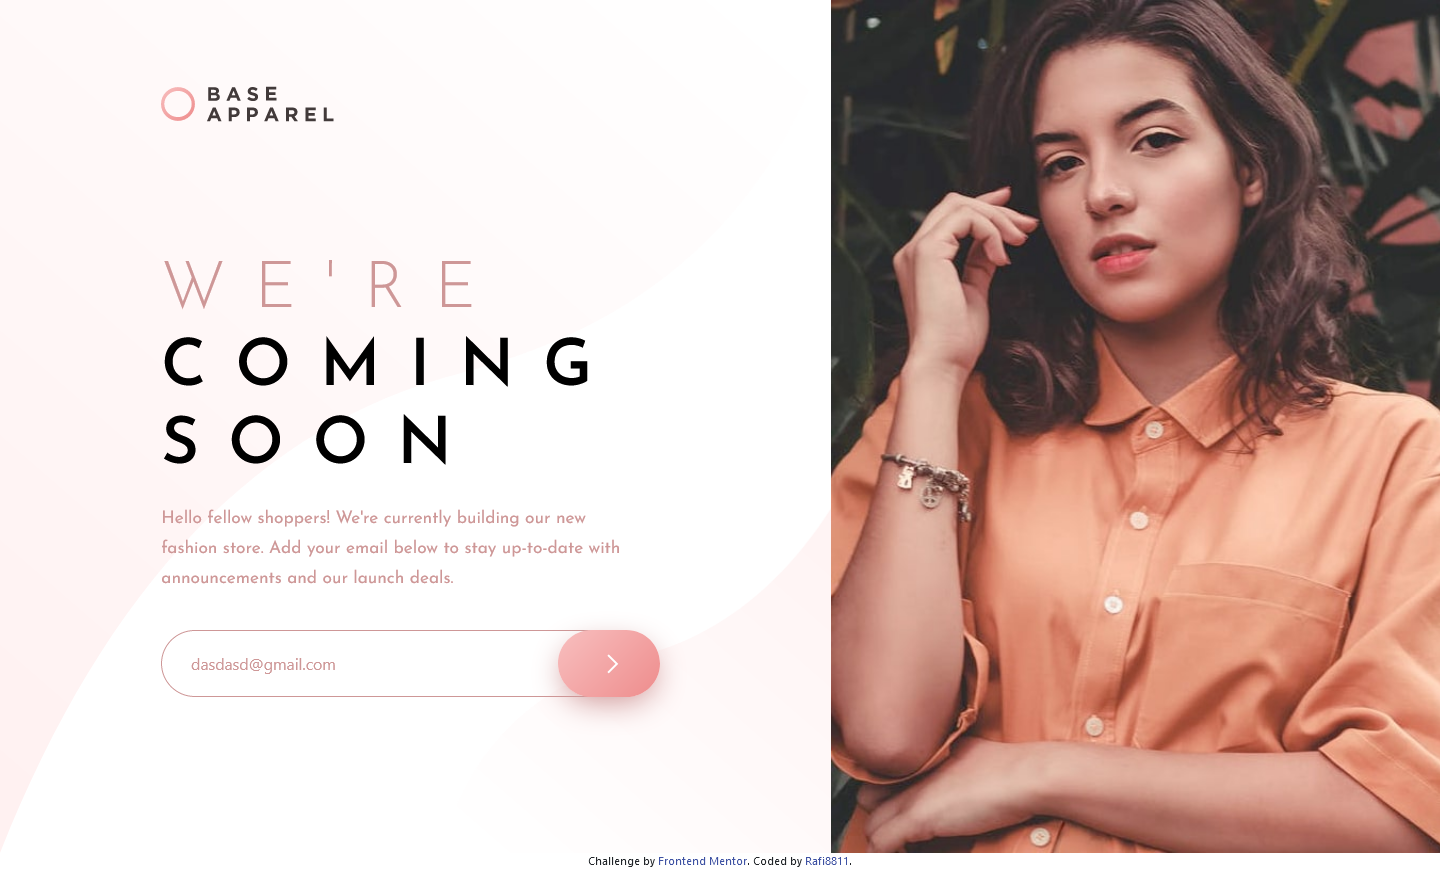 BASE
APPAREL
WE'RE
COMING
SOON
Hello fellow shoppers! We're currently building our new
fashion store. Add your email below to stay up-to-date with
announcements and our launch deals.
dasdasd@gmail.com
Challenge by Frontend Mentor. Coded by Rafi8811.